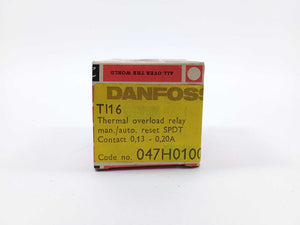 ALL OVER THE WORLD
DANFOSS
TI16
Thermal overload relay
man./auto. reset SPDT
Contact 0,13 - 0,20A
Code no. 047H0100